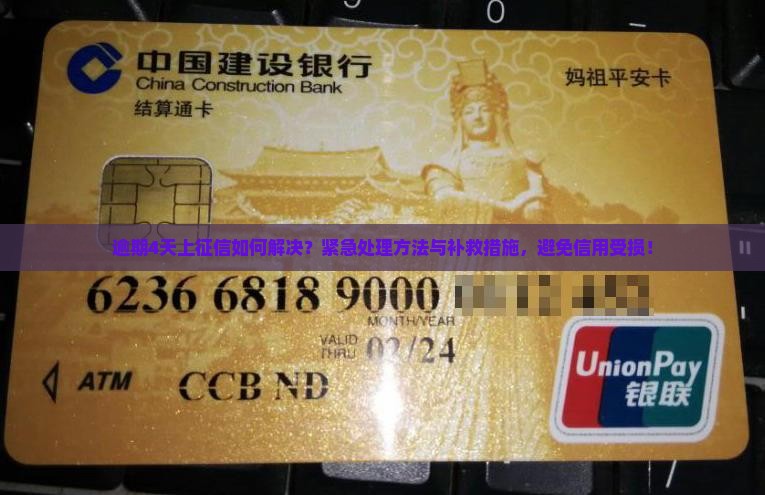 0
中国建设银行
China Construction Bank
结算通卡
妈祖平安卡
逾期4天上征信如何解决?紧急处理方法与补救措施,避免信用受损!
6236 6818 9000
MONTH/YEAR
VALID THRU 02/24
ATM CCB ND
UnionPay
银联